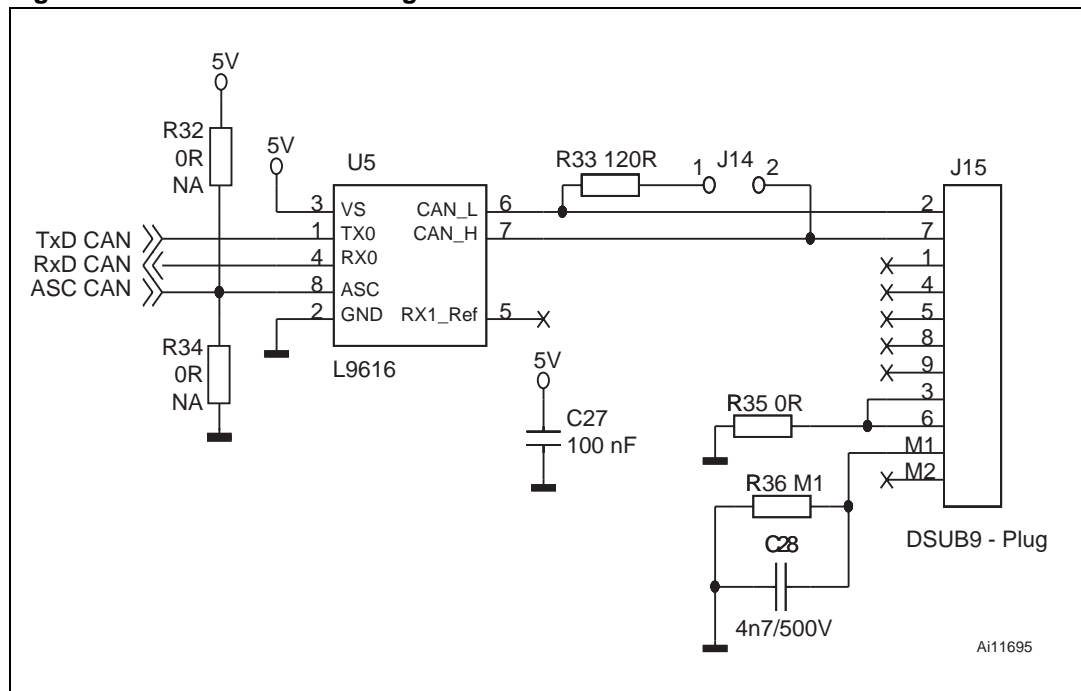 5V
R32
0R
NA
5V
U5
R33 120R
1
J14
2
J15
3
VS
CAN_L
6
2
TxD CAN
1
TX0
CAN_H
7
7
RxD CAN
4
RX0
1
ASC CAN
8
ASC
4
2
GND
RX1_Ref
5
5
R34
0R
NA
L9616
8
9
5V
C27
100 nF
R35 0R
3
6
M1
M2
R36 M1
C28
4n7/500V
DSUB9 - Plug
Ai11695